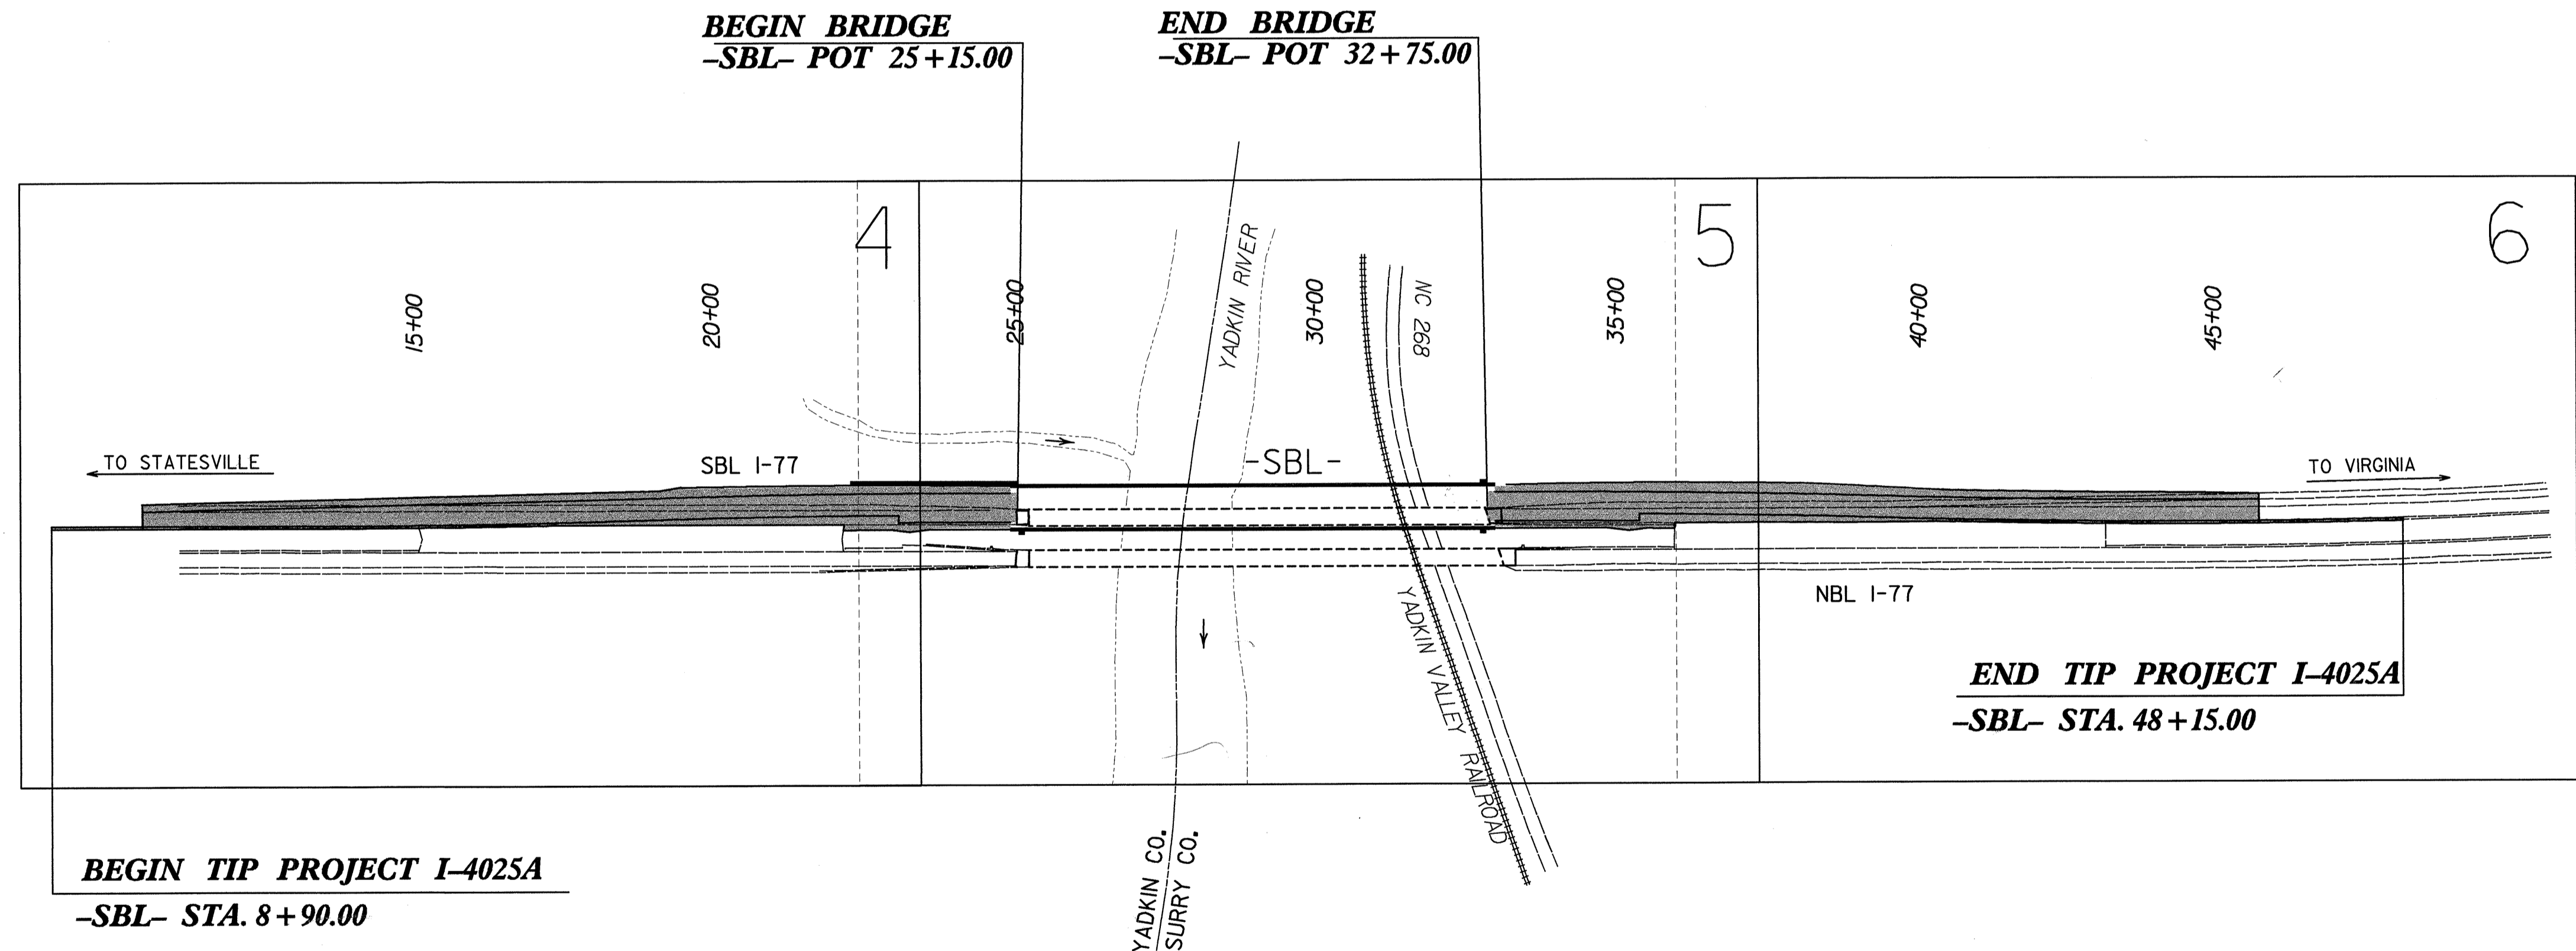 BEGIN BRIDGE
–SBL– POT 25+15.00
END BRIDGE
–SBL– POT 32+75.00
4
5
6
15+00
20+00
25+00
30+00
35+00
40+00
45+00
YADKIN RIVER
NC 268
TO STATESVILLE
SBL I-77
-SBL-
TO VIRGINIA
NBL I-77
YADKIN VALLEY RAILROAD
END TIP PROJECT I–4025A
–SBL– STA. 48+15.00
BEGIN TIP PROJECT I–4025A
–SBL– STA. 8+90.00
YADKIN CO.
SURRY CO.